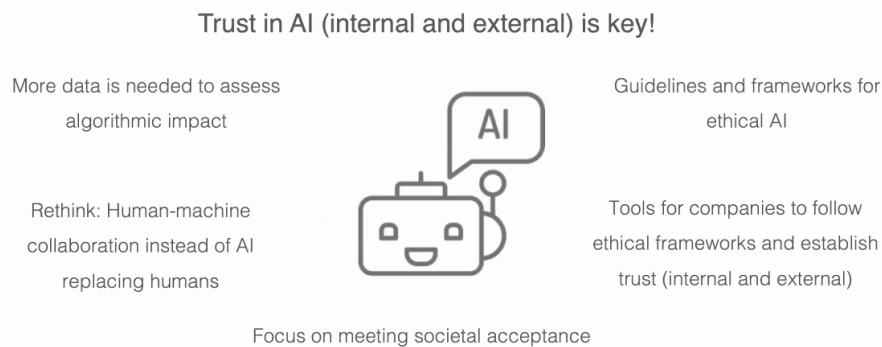 Trust in AI (internal and external) is key!
More data is needed to assess
algorithmic impact
AI
Guidelines and frameworks for
ethical AI
Rethink: Human-machine
collaboration instead of AI
replacing humans
Tools for companies to follow
ethical frameworks and establish
trust (internal and external)
Focus on meeting societal acceptance